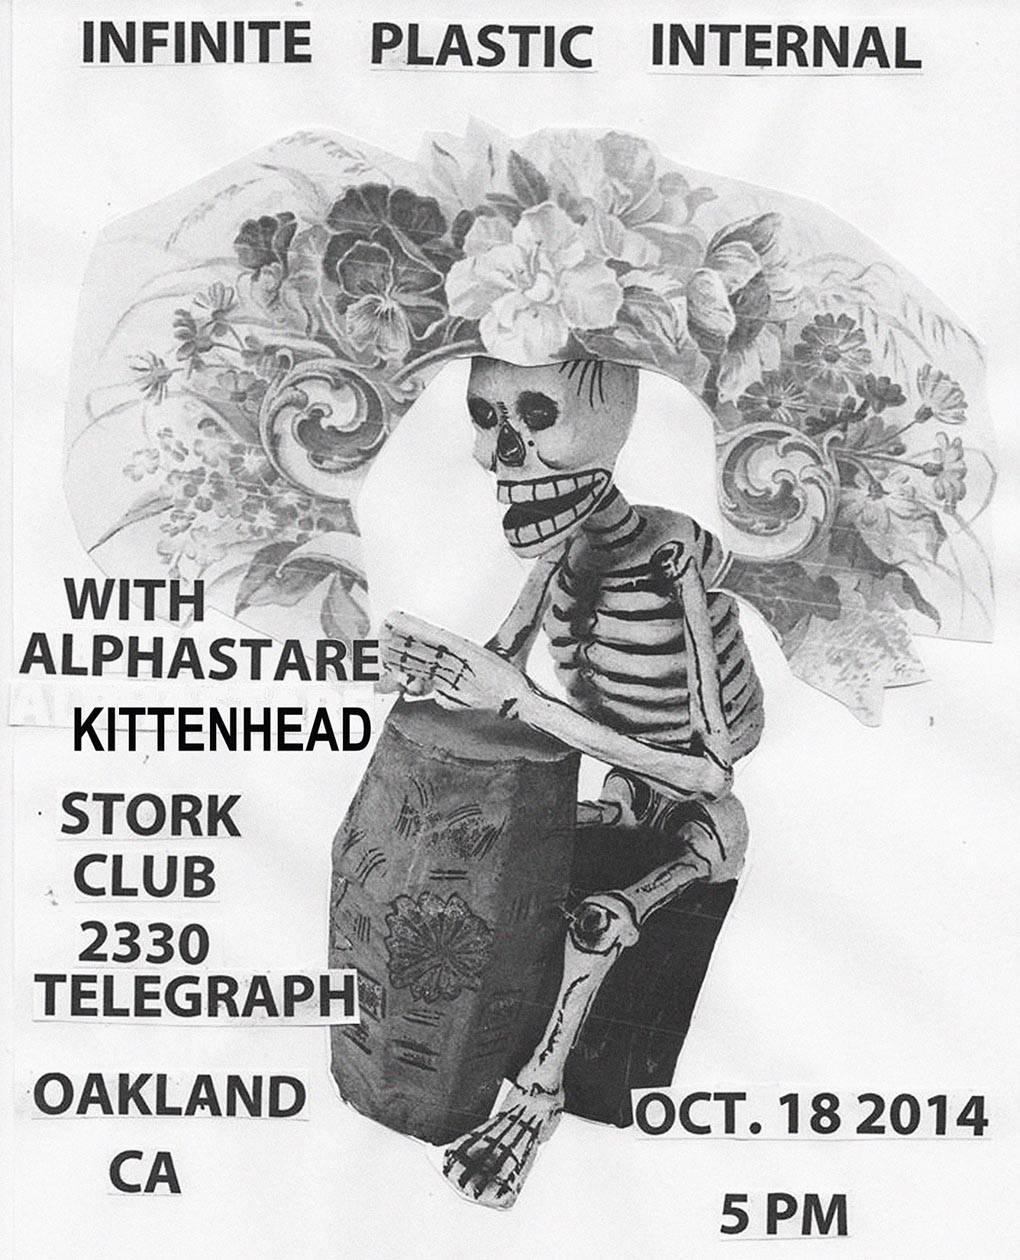 INFINITE PLASTIC INTERNAL
WITH
ALPHASTARE
KITTENHEAD
STORK
CLUB
2330
TELEGRAPH
OAKLAND
CA
OCT. 18 2014
5 PM